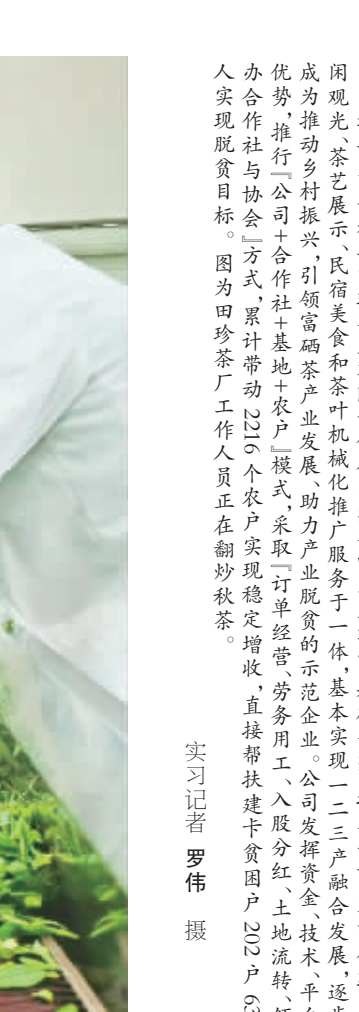 闲观光、茶艺展示、民宿美食和茶叶机械化推广服务于一体,基本实现一二三产融合发展,逐步
成为推动乡村振兴,引领富硒茶产业发展、助力产业脱贫的示范企业。公司发挥资金、技术、平台
优势,推行『公司+合作社+基地+农户』模式,采取『订单经营、劳务用工、入股分红、土地流转、领
办合作社与协会』方式,累计带动2216个农户实现稳定增收,直接帮扶建卡贫困户202户63
人实现脱贫目标。图为田珍茶厂工作人员正在翻炒秋茶。
实习记者 罗伟 摄